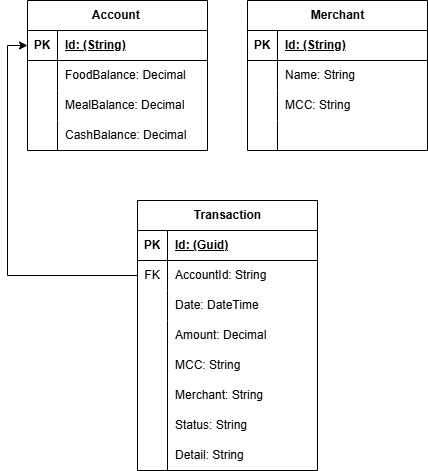 Account
PK Id: (String)
FoodBalance: Decimal
MealBalance: Decimal
CashBalance: Decimal
Merchant
PK Id: (String)
Name: String
MCC: String
Transaction
PK Id: (Guid)
FK AccountId: String
Date: DateTime
Amount: Decimal
MCC: String
Merchant: String
Status: String
Detail: String